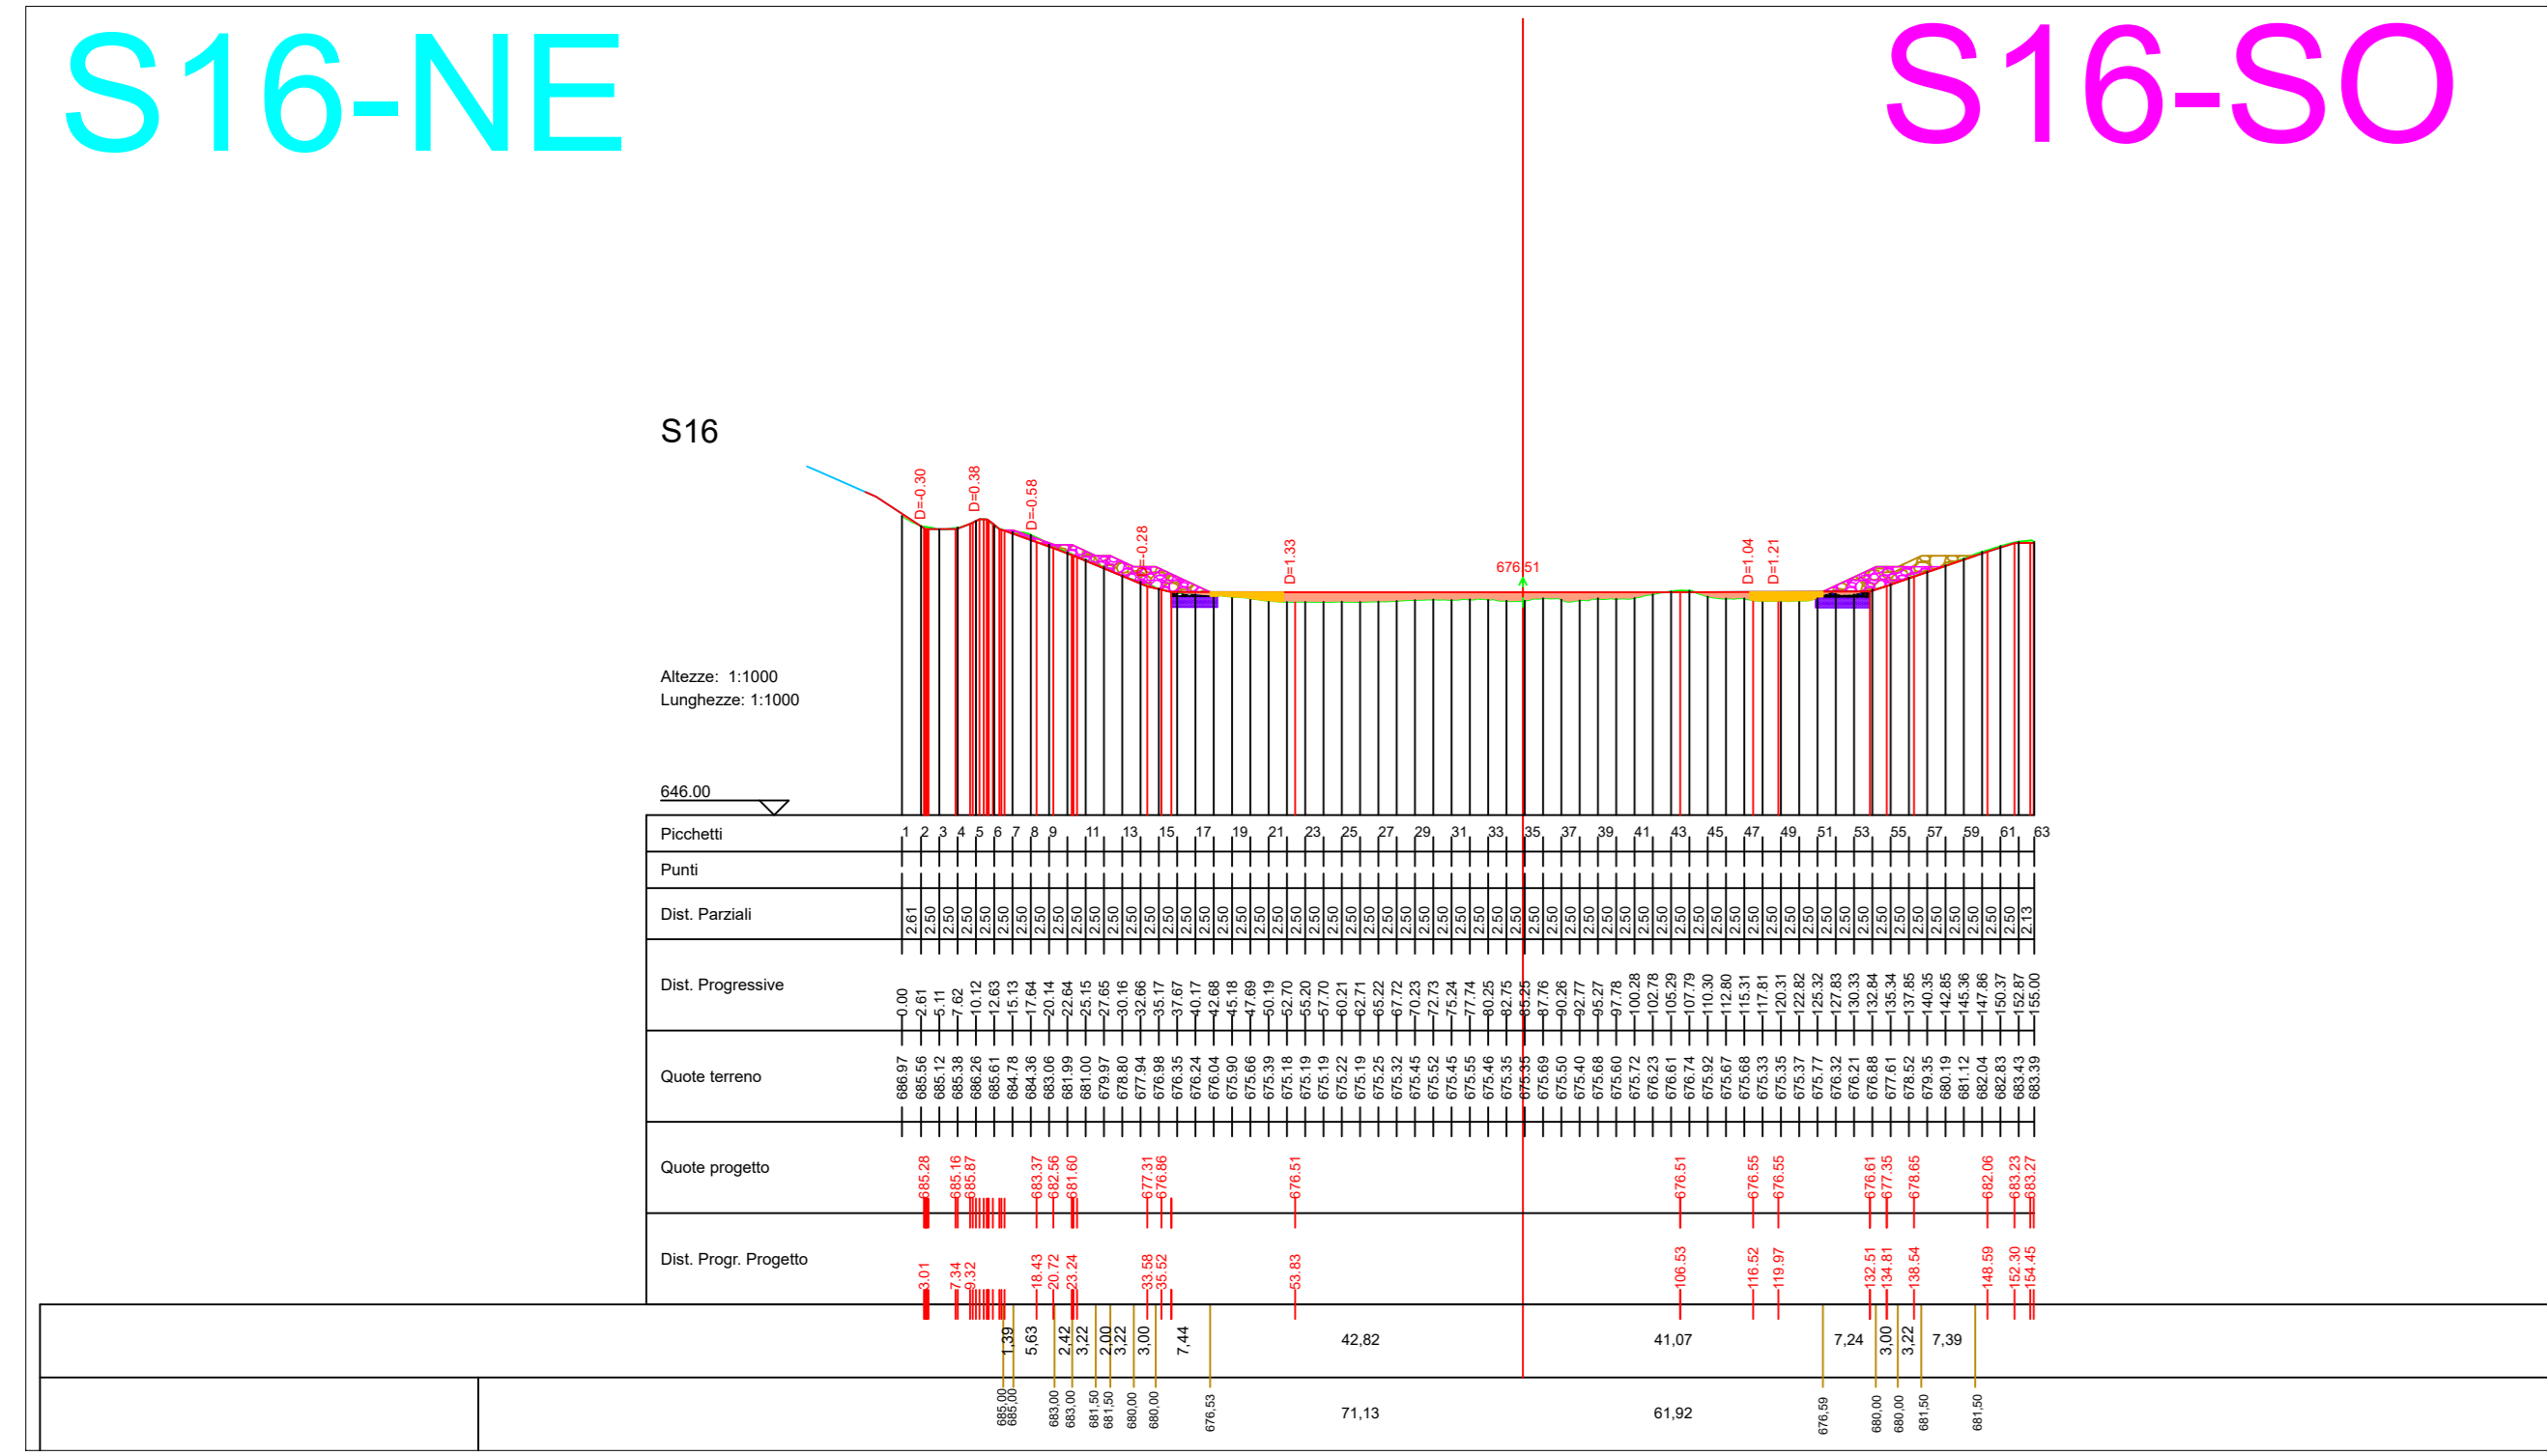 S16-NE
S16-SO
S16
D=-0.30
D=0.38
D=-0.58
D=-0.28
D=1.33
676.51
D=1.04
D=1.21
Altezze: 1:1000
Lunghezze: 1:1000
646.00
Picchetti 1 2 3 4 5 6 7 8 9 11 13 15 17 19 21 23 25 27 29 31 33 35 37 39 41 43 45 47 49 51 53 55 57 59 61 63
Punti
Dist. Parziali 2.61 2.50 2.50 2.50 2.50 2.50 2.50 2.50 2.50 2.50 2.50 2.50 2.50 2.50 2.50 2.50 2.50 2.50 2.50 2.50 2.50 2.50 2.50 2.50 2.50 2.50 2.50 2.50 2.50 2.50 2.50 2.50 2.50 2.50 2.50 2.50 2.50 2.50 2.50 2.50 2.50 2.50 2.50 2.50 2.50 2.50 2.50 2.50 2.50 2.50 2.50 2.50 2.50 2.50 2.50 2.50 2.50 2.50 2.50 2.50 2.50 2.13
Dist. Progressive 0.00 2.61 5.11 7.62 10.12 12.63 15.13 17.64 20.14 22.64 25.15 27.65 30.16 32.66 35.17 37.67 40.17 42.68 45.18 47.69 50.19 52.70 55.20 57.70 60.21 62.71 65.22 67.72 70.23 72.73 75.24 77.74 80.25 82.75 85.25 87.76 90.26 92.77 95.27 97.78 100.28 102.78 105.29 107.79 110.30 112.80 115.31 117.81 120.31 122.82 125.32 127.83 130.33 132.84 135.34 137.85 140.35 142.85 145.36 147.86 150.37 152.87 155.00
Quote terreno 686.97 685.56 685.12 685.38 686.26 685.61 684.78 684.36 683.06 681.99 681.00 679.97 678.80 677.94 676.98 676.35 676.24 676.04 675.90 675.66 675.39 675.18 675.19 675.19 675.22 675.19 675.25 675.32 675.45 675.52 675.45 675.55 675.46 675.35 675.35 675.69 675.50 675.40 675.68 675.60 675.72 676.23 676.61 676.74 675.92 675.67 675.68 675.33 675.35 675.37 675.77 676.32 676.21 676.88 677.61 678.52 679.35 680.19 681.12 682.04 682.83 683.43 683.39
Quote progetto 685.28 685.16 685.87 683.37 682.56 681.60 677.31 676.86 676.51 676.51 676.55 676.55 676.61 677.35 678.65 682.06 683.23 683.27
Dist. Progr. Progetto 3.01 7.34 9.32 18.43 20.72 23.24 33.58 35.52 53.83 106.53 116.52 119.97 132.51 134.81 138.54 148.59 152.30 154.45
1,39 5,63 2,42 3,22 2,00 3,22 3,00 7,44 42,82 41,07 7,24 3,00 3,22 7,39
685,00 685,00 683,00 683,00 681,50 681,50 680,00 680,00 676,53 71,13 61,92 676,59 680,00 680,00 681,50 681,50